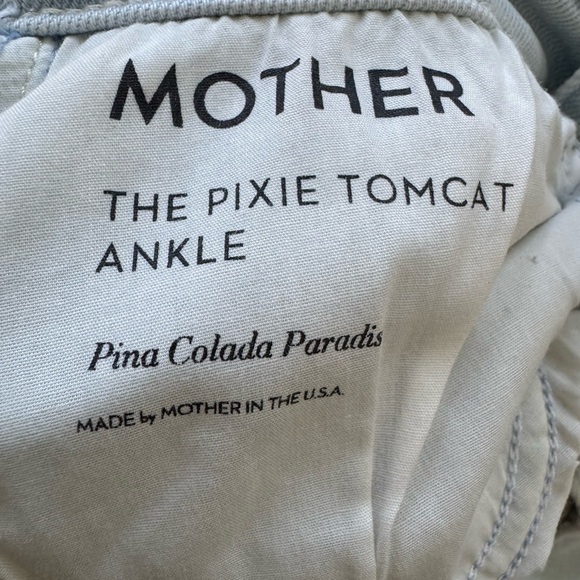 MOTHER
THE PIXIE TOMCAT
ANKLE
Pina Colada Paradis
MADE by MOTHER IN THE U.S.A.